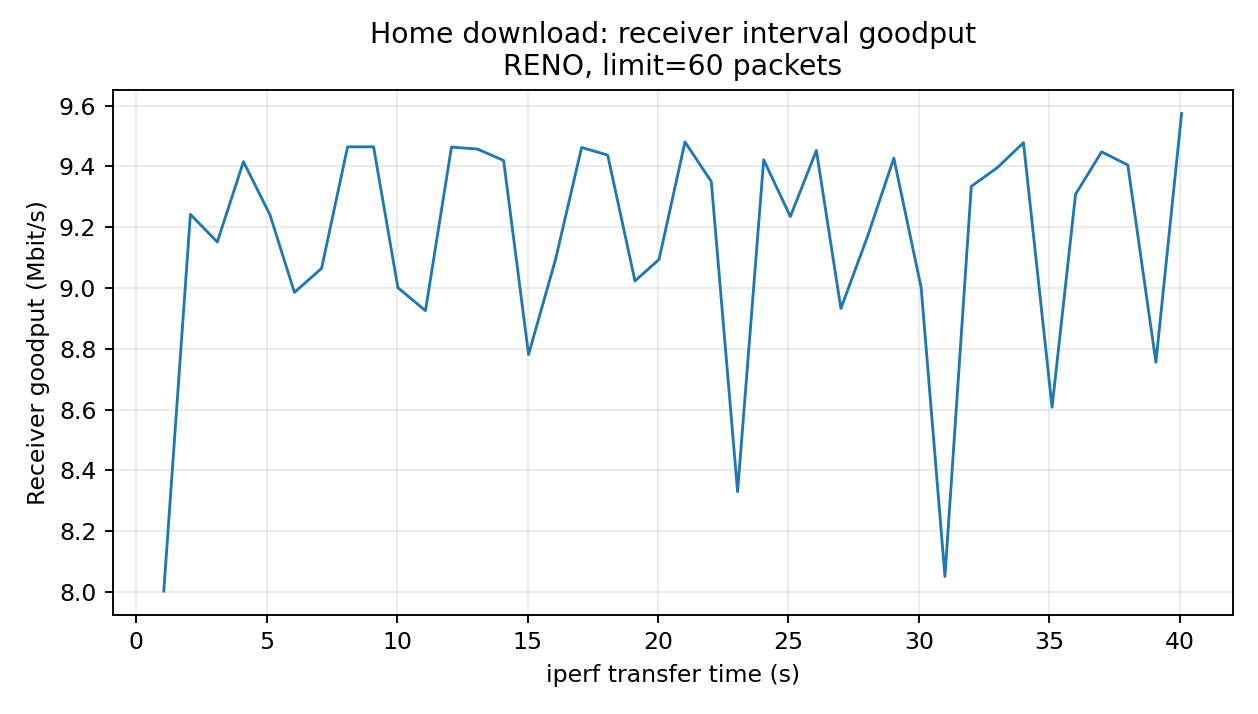 Home download: receiver interval goodput
RENO, limit=60 packets
Receiver goodput (Mbit/s)
9.6
9.4
9.2
9.0
8.8
8.6
8.4
8.2
8.0
0 5 10 15 20 25 30 35 40
iperf transfer time (s)